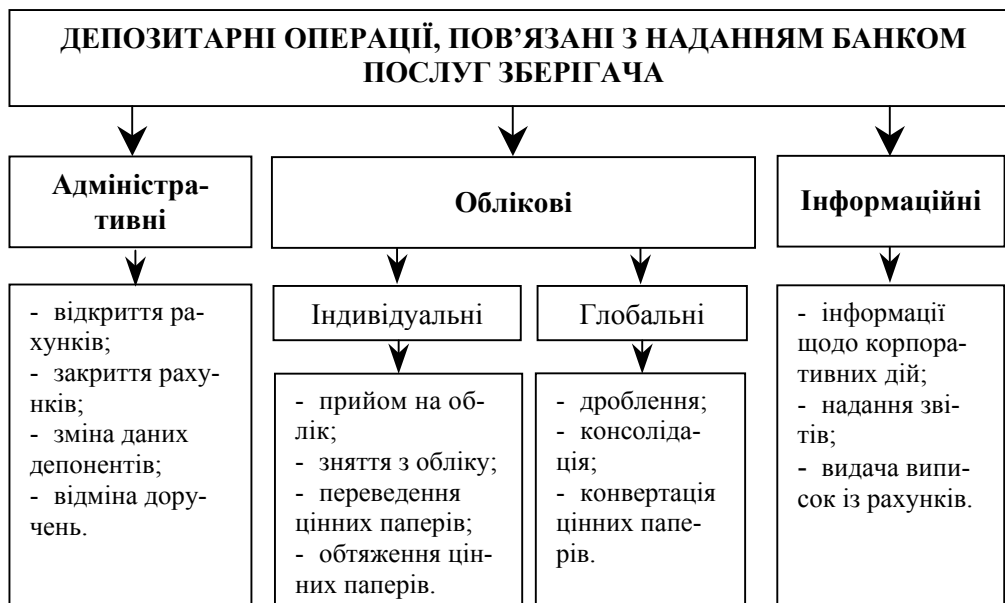 ДЕПОЗИТАРНІ ОПЕРАЦІЇ, ПОВ’ЯЗАНІ З НАДАННЯМ БАНКОМ
ПОСЛУГ ЗБЕРІГАЧА
Адміністра-
тивні
- відкриття ра-
хунків;
- закриття раху-
нків;
- зміна даних
депонентів;
- відміна дору-
чень.
Облікові
Індивідуальні
- прийом на об-
лік;
- зняття з обліку;
- переведення
цінних паперів;
- обтяження цін-
них паперів.
Глобальні
- дроблення;
- консоліда-
ція;
- конвертація
цінних папе-
рів.
Інформаційні
- інформації
щодо корпора-
тивних дій;
- надання зві-
тів;
- видача випи-
сок із рахунків.